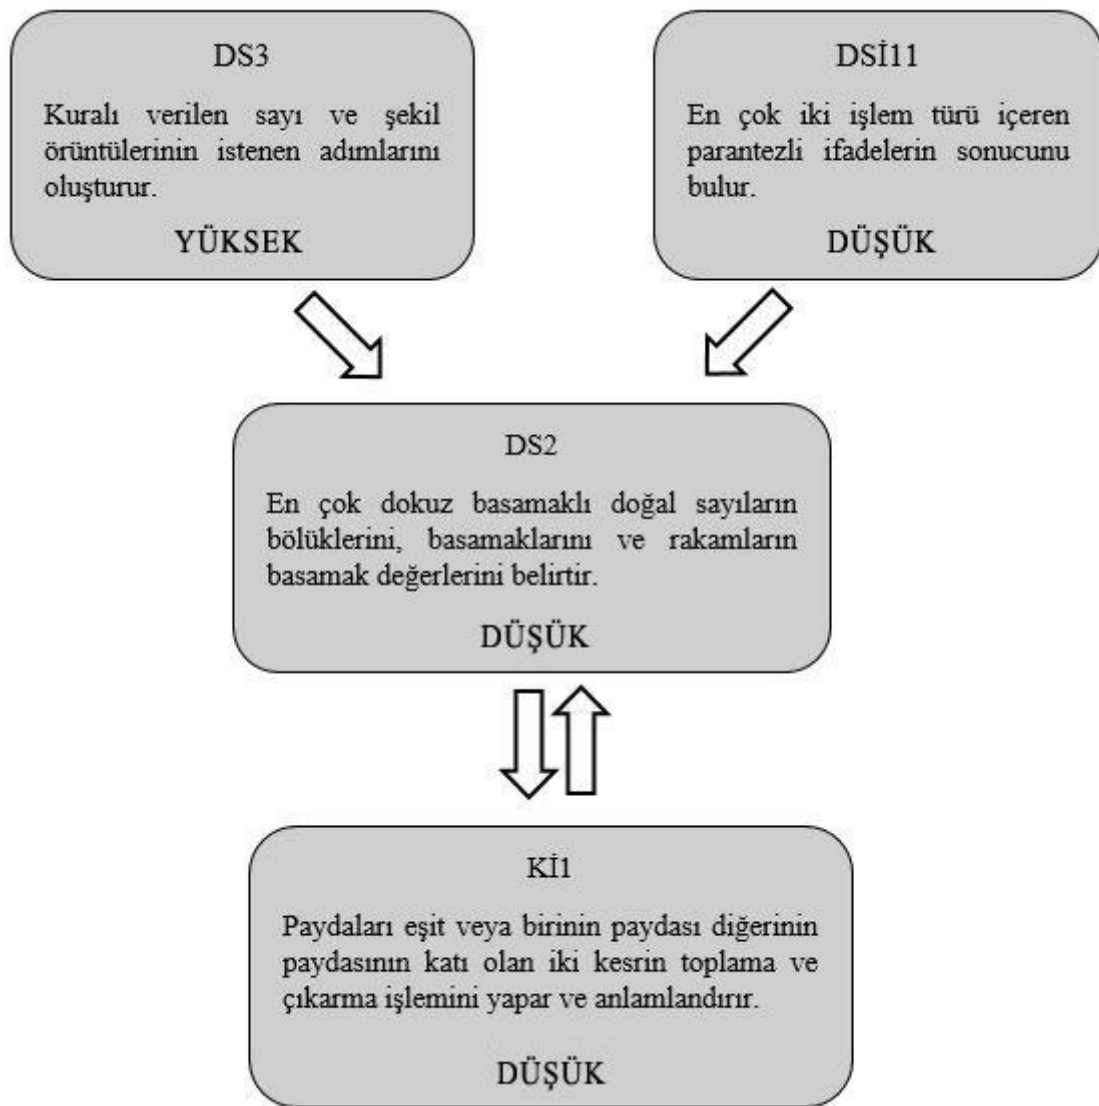 DS3
Kuralı verilen sayı ve şekil
örüntülerinin istenen adımlarını
oluşturur.
YÜKSEK
DSİ11
En çok iki işlem türü içeren
parantezli ifadelerin sonucunu
bulur.
DÜŞÜK
DS2
En çok dokuz basamaklı doğal sayıların
bölüklerini, basamaklarını ve rakamların
basamak değerlerini belirtir.
DÜŞÜK
Kİ1
Paydaları eşit veya birinin paydası diğerinin
paydasının katı olan iki kesrin toplama ve
çıkarma işlemini yapar ve anlamlandırır.
DÜŞÜK